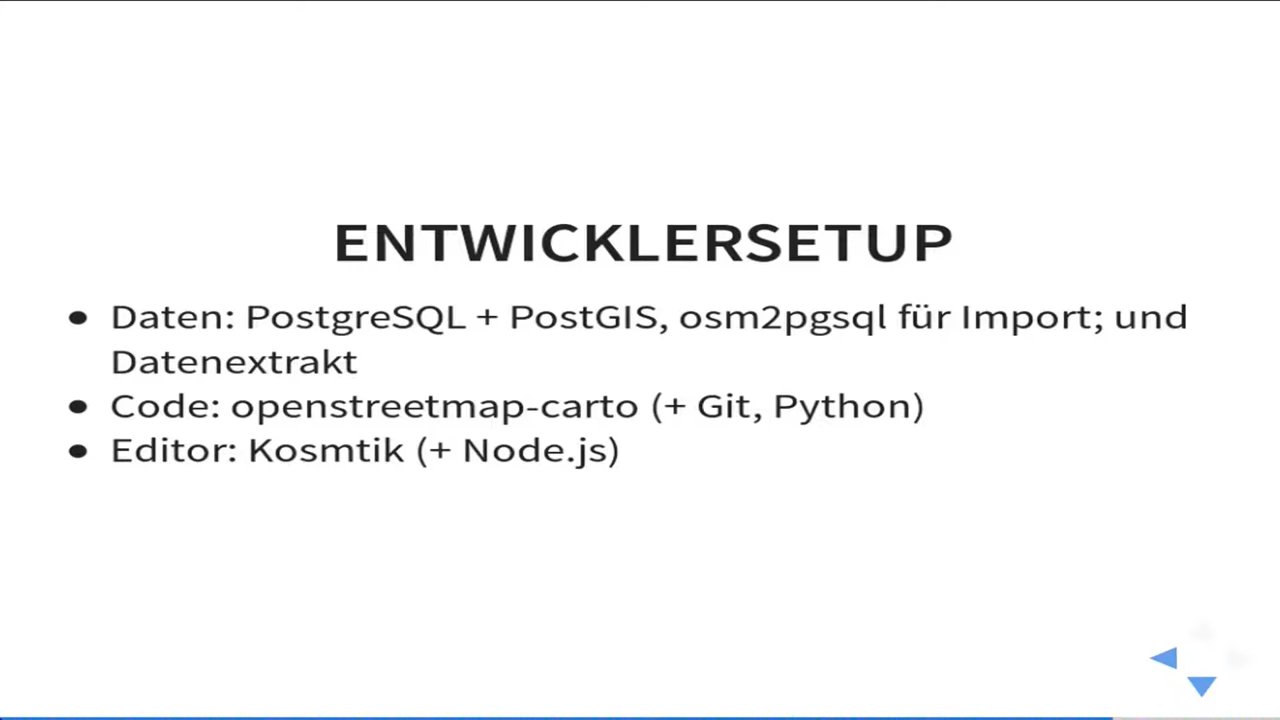 ENTWICKLERSETUP
• Daten: PostgreSQL + PostGIS, osm2pgsql für Import; und
Datenextrakt
• Code: openstreetmap-carto (+ Git, Python)
• Editor: Kosmtik (+ Node.js)